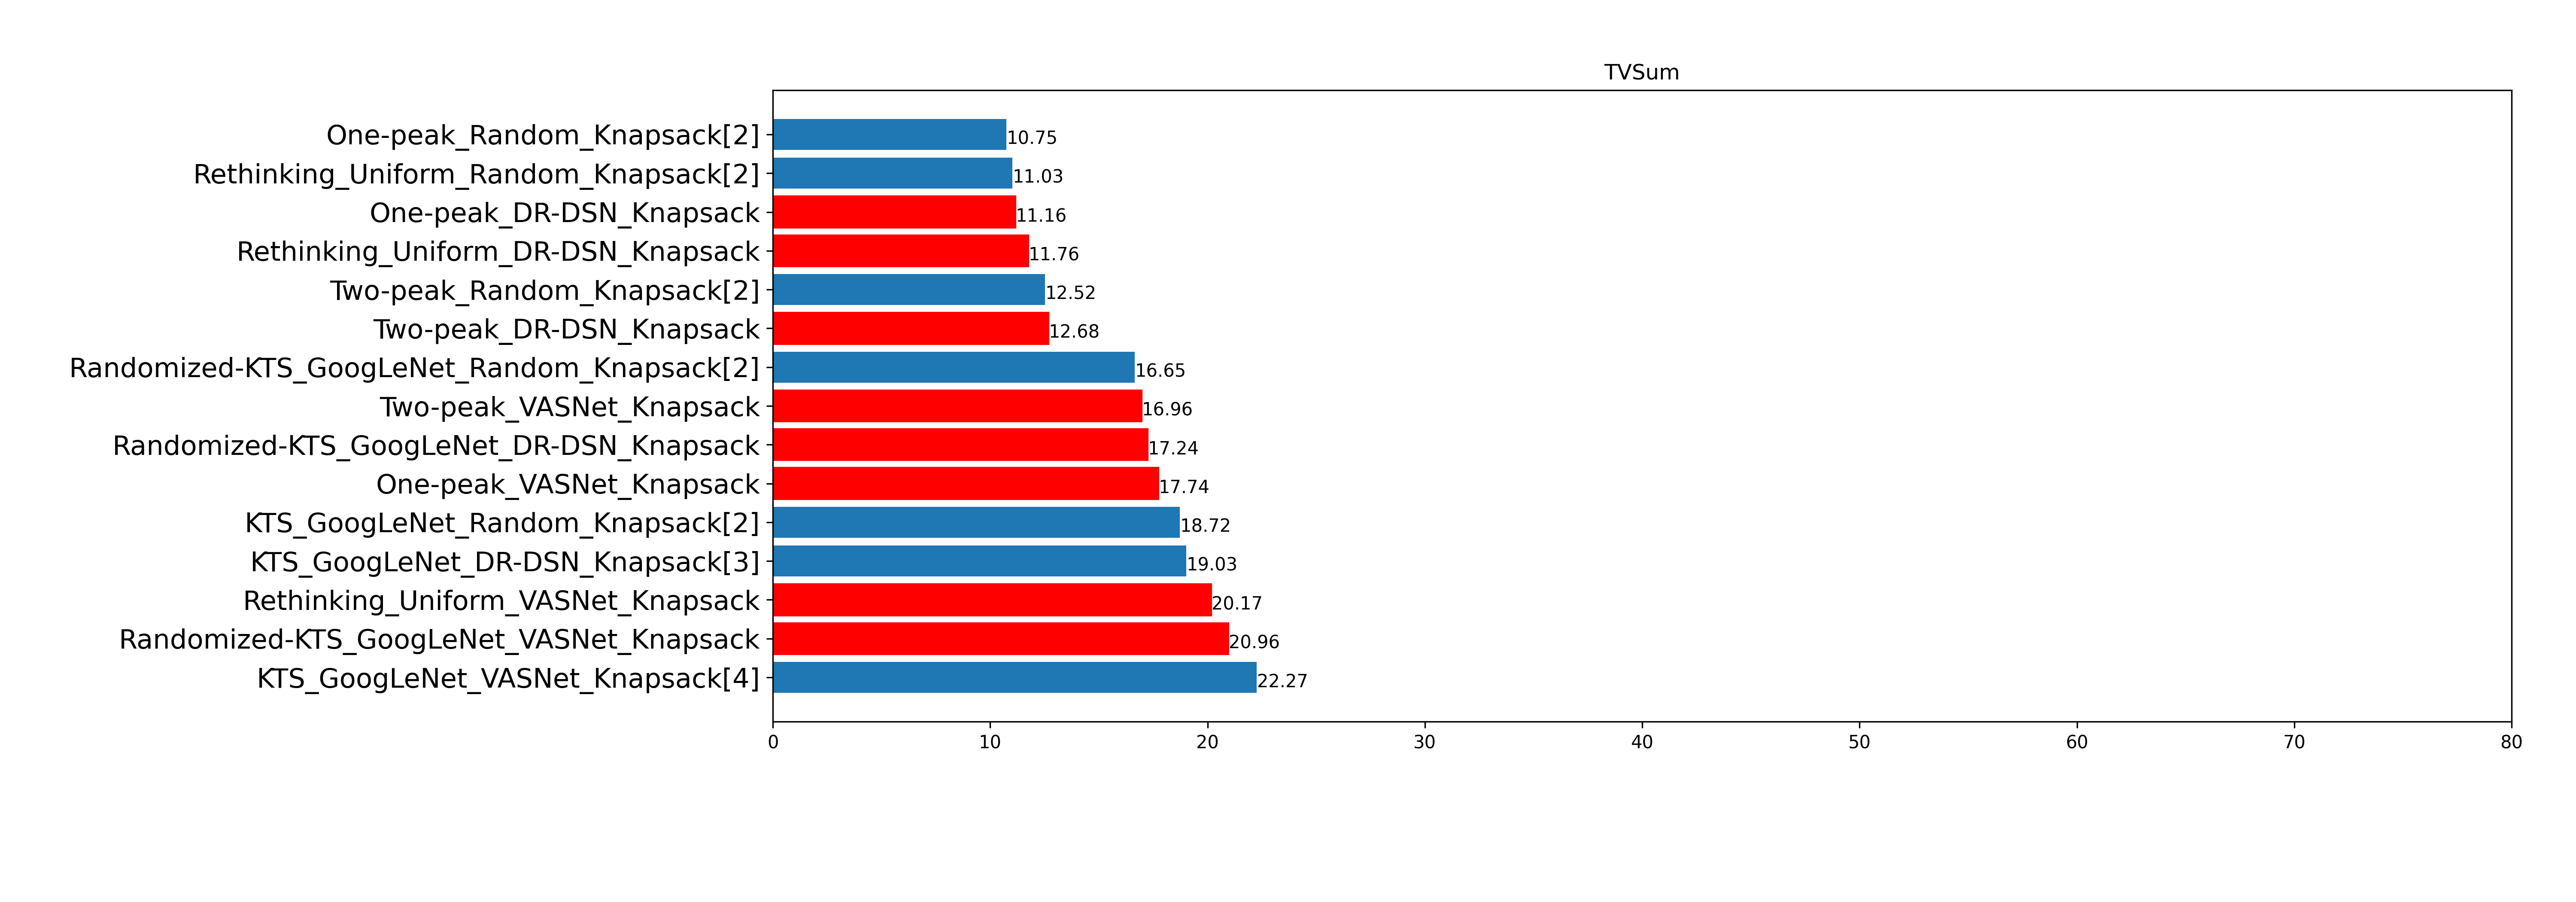 TVSum
One-peak_Random_Knapsack[2] 10.75
Rethinking_Uniform_Random_Knapsack[2] 11.03
One-peak_DR-DSN_Knapsack 11.16
Rethinking_Uniform_DR-DSN_Knapsack 11.76
Two-peak_Random_Knapsack[2] 12.52
Two-peak_DR-DSN_Knapsack 12.68
Randomized-KTS_GoogLeNet_Random_Knapsack[2] 16.65
Two-peak_VASNet_Knapsack 16.96
Randomized-KTS_GoogLeNet_DR-DSN_Knapsack 17.24
One-peak_VASNet_Knapsack 17.74
KTS_GoogLeNet_Random_Knapsack[2] 18.72
KTS_GoogLeNet_DR-DSN_Knapsack[3] 19.03
Rethinking_Uniform_VASNet_Knapsack 20.17
Randomized-KTS_GoogLeNet_VASNet_Knapsack 20.96
KTS_GoogLeNet_VASNet_Knapsack[4] 22.27
0 10 20 30 40 50 60 70 80